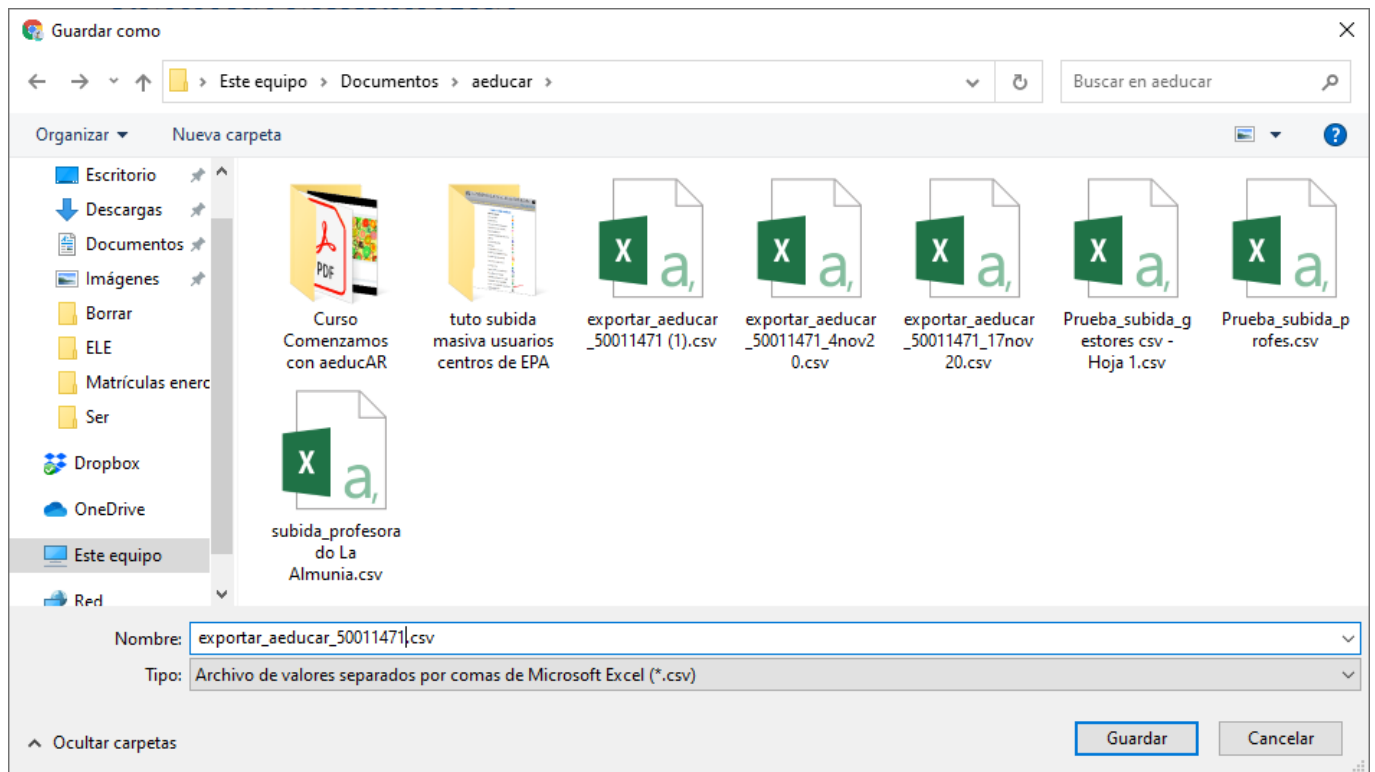 Guardar como
Este equipo > Documentos > aeducar >
Buscar en aeducar
Organizar
Nueva carpeta
Escritorio
Descargas
Documentos
Imágenes
Borrar
ELE
Matrículas enerc
Ser
Dropbox
OneDrive
Este equipo
Red
PDF
Curso
Comenzamos
con aeducAR
tuto subida
masiva usuarios
centros de EPA
X a,
exportar_aeducar
_50011471 (1).csv
X a,
exportar_aeducar
_50011471_4nov2
0.csv
X a,
exportar_aeducar
_50011471_17nov
20.csv
X a,
Prueba_subida_g
estores csv -
Hoja 1.csv
X a,
Prueba_subida_p
rofes.csv
X a,
subida_profesora
do La
Almunia.csv
Nombre: exportar_aeducar_50011471.csv
Tipo: Archivo de valores separados por comas de Microsoft Excel (*.csv)
Ocultar carpetas
Guardar
Cancelar